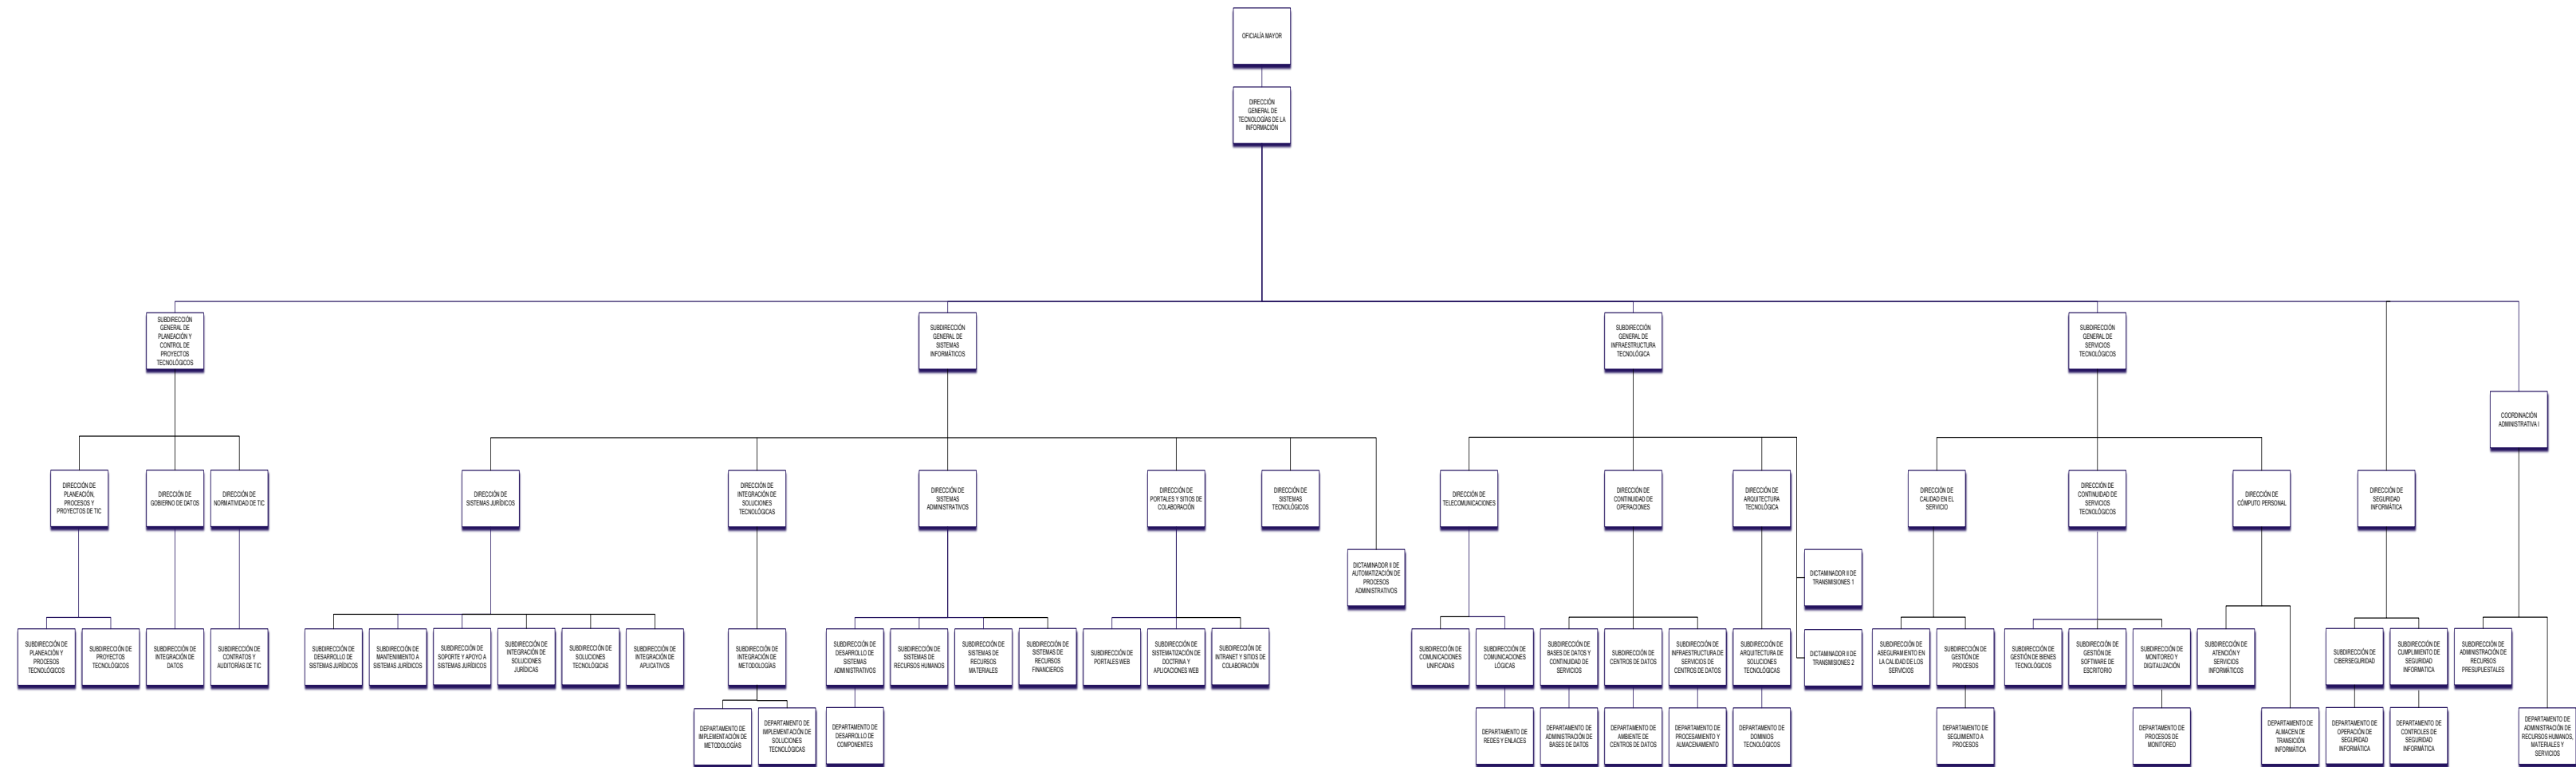 OFICIALÍA MAYOR
DIRECCIÓN
GENERAL DE
TECNOLOGÍAS DE LA
INFORMACIÓN
SUBDIRECCIÓN
GENERAL DE
PLANEACIÓN Y
CONTROL DE
PROYECTOS
TECNOLÓGICOS
SUBDIRECCIÓN
GENERAL DE
SISTEMAS
INFORMÁTICOS
SUBDIRECCIÓN
GENERAL DE
INFRAESTRUCTURA
TECNOLÓGICA
SUBDIRECCIÓN
GENERAL DE
SERVICIOS
TECNOLÓGICOS
COORDINACIÓN
ADMINISTRATIVA I
DIRECCIÓN DE
PLANEACIÓN,
PROCESOS Y
PROYECTOS DE TIC
DIRECCIÓN DE
GOBIERNO DE DATOS
DIRECCIÓN DE
NORMATIVIDAD DE TIC
DIRECCIÓN DE
SISTEMAS JURÍDICOS
DIRECCIÓN DE
INTEGRACIÓN DE
SOLUCIONES
TECNOLÓGICAS
DIRECCIÓN DE
SISTEMAS
ADMINISTRATIVOS
DIRECCIÓN DE
PORTALES Y SITIOS DE
COLABORACIÓN
DIRECCIÓN DE
SISTEMAS
TECNOLÓGICOS
DIRECCIÓN DE
TELECOMUNICACIONES
DIRECCIÓN DE
CONTINUIDAD DE
OPERACIONES
DIRECCIÓN DE
ARQUITECTURA
TECNOLÓGICA
DIRECCIÓN DE
CALIDAD EN EL
SERVICIO
DIRECCIÓN DE
CONTINUIDAD DE
SERVICIOS
TECNOLÓGICOS
DIRECCIÓN DE
CÓMPUTO PERSONAL
DIRECCIÓN DE
SEGURIDAD
INFORMÁTICA
DICTAMINADOR II DE
AUTOMATIZACIÓN DE
PROCESOS
ADMINISTRATIVOS
DICTAMINADOR II DE
TRANSMISIONES 1
SUBDIRECCIÓN DE
PLANEACIÓN Y
PROCESOS
TECNOLÓGICOS
SUBDIRECCIÓN DE
PROYECTOS
TECNOLÓGICOS
SUBDIRECCIÓN DE
INTEGRACIÓN DE
DATOS
SUBDIRECCIÓN DE
CONTRATOS Y
AUDITORÍAS DE TIC
SUBDIRECCIÓN DE
DESARROLLO DE
SISTEMAS JURÍDICOS
SUBDIRECCIÓN DE
MANTENIMIENTO A
SISTEMAS JURÍDICOS
SUBDIRECCIÓN DE
SOPORTE Y APOYO A
SISTEMAS JURÍDICOS
SUBDIRECCIÓN DE
INTEGRACIÓN DE
SOLUCIONES
JURÍDICAS
SUBDIRECCIÓN DE
SOLUCIONES
TECNOLÓGICAS
SUBDIRECCIÓN DE
INTEGRACIÓN DE
APLICATIVOS
SUBDIRECCIÓN DE
INTEGRACIÓN DE
METODOLOGÍAS
SUBDIRECCIÓN DE
DESARROLLO DE
SISTEMAS
ADMINISTRATIVOS
SUBDIRECCIÓN DE
SISTEMAS DE
RECURSOS HUMANOS
SUBDIRECCIÓN DE
SISTEMAS DE
RECURSOS
MATERIALES
SUBDIRECCIÓN DE
SISTEMAS DE
RECURSOS
FINANCIEROS
SUBDIRECCIÓN DE
PORTALES WEB
SUBDIRECCIÓN DE
SISTEMATIZACIÓN DE
DOCTRINA Y
APLICACIONES WEB
SUBDIRECCIÓN DE
INTRANET Y SITIOS DE
COLABORACIÓN
SUBDIRECCIÓN DE
COMUNICACIONES
UNIFICADAS
SUBDIRECCIÓN DE
COMUNICACIONES
LÓGICAS
SUBDIRECCIÓN DE
BASES DE DATOS Y
CONTINUIDAD DE
SERVICIOS
SUBDIRECCIÓN DE
CENTROS DE DATOS
SUBDIRECCIÓN DE
INFRAESTRUCTURA DE
SERVICIOS DE
CENTROS DE DATOS
SUBDIRECCIÓN DE
ARQUITECTURA DE
SOLUCIONES
TECNOLÓGICAS
DICTAMINADOR II DE
TRANSMISIONES 2
SUBDIRECCIÓN DE
ASEGURAMIENTO EN
LA CALIDAD DE LOS
SERVICIOS
SUBDIRECCIÓN DE
GESTIÓN DE
PROCESOS
SUBDIRECCIÓN DE
GESTIÓN DE BIENES
TECNOLÓGICOS
SUBDIRECCIÓN DE
GESTIÓN DE
SOFTWARE DE
ESCRITORIO
SUBDIRECCIÓN DE
MONITOREO Y
DIGITALIZACIÓN
SUBDIRECCIÓN DE
ATENCIÓN Y
SERVICIOS
INFORMÁTICOS
SUBDIRECCIÓN DE
CIBERSEGURIDAD
SUBDIRECCIÓN DE
CUMPLIMIENTO DE
SEGURIDAD
INFORMÁTICA
SUBDIRECCIÓN DE
ADMINISTRACIÓN DE
RECURSOS
PRESUPUESTALES
DEPARTAMENTO DE
IMPLEMENTACIÓN DE
METODOLOGÍAS
DEPARTAMENTO DE
IMPLEMENTACIÓN DE
SOLUCIONES
TECNOLÓGICAS
DEPARTAMENTO DE
DESARROLLO DE
COMPONENTES
DEPARTAMENTO DE
REDES Y ENLACES
DEPARTAMENTO DE
ADMINISTRACIÓN DE
BASES DE DATOS
DEPARTAMENTO DE
AMBIENTE DE
CENTROS DE DATOS
DEPARTAMENTO DE
PROCESAMIENTO Y
ALMACENAMIENTO
DEPARTAMENTO DE
DOMINIOS
TECNOLÓGICOS
DEPARTAMENTO DE
SEGUIMIENTO A
PROCESOS
DEPARTAMENTO DE
PROCESOS DE
MONITOREO
DEPARTAMENTO DE
ALMACEN DE
TRANSICIÓN
INFORMÁTICA
DEPARTAMENTO DE
OPERACIÓN DE
SEGURIDAD
INFORMÁTICA
DEPARTAMENTO DE
CONTROLES DE
SEGURIDAD
INFORMÁTICA
DEPARTAMENTO DE
ADMINISTRACIÓN DE
RECURSOS HUMANOS,
MATERIALES Y
SERVICIOS